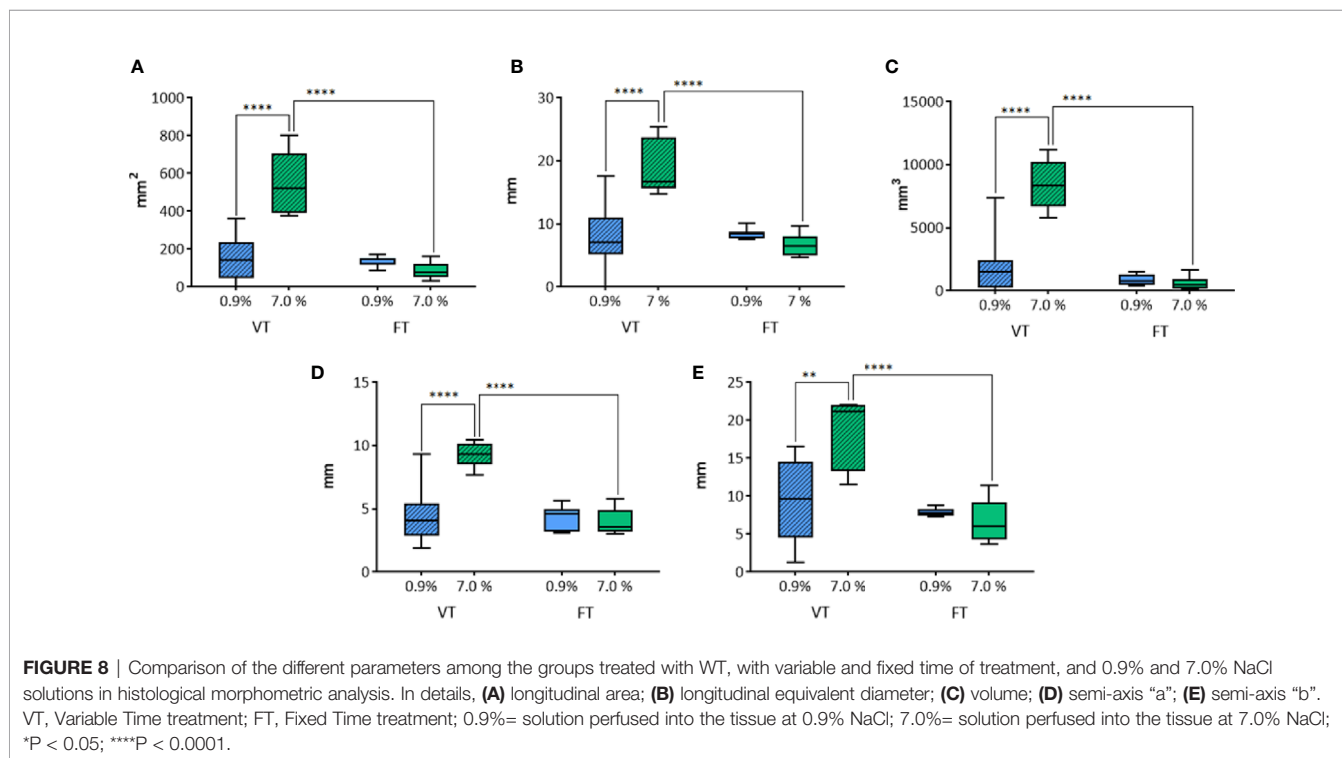 A
B
C
**** ****
**** ****
**** ****
1000
800
600
400
200
0
mm²
0.9% 7.0% 0.9% 7.0%
VT FT
30
20
10
0
mm
0.9% 7 % 0.9% 7 %
VT FT
15000
10000
5000
0
mm³
0.9% 7.0 % 0.9% 7.0 %
VT FT
D
E
**** ****
** ****
15
10
5
0
mm
0.9% 7.0 % 0.9% 7.0 %
VT FT
25
20
15
10
5
0
mm
0.9% 7.0 % 0.9% 7.0 %
VT FT
FIGURE 8 | Comparison of the different parameters among the groups treated with WT, with variable and fixed time of treatment, and 0.9% and 7.0% NaCl
solutions in histological morphometric analysis. In details, (A) longitudinal area; (B) longitudinal equivalent diameter; (C) volume; (D) semi-axis “a”; (E) semi-axis “b”.
VT, Variable Time treatment; FT, Fixed Time treatment; 0.9%= solution perfused into the tissue at 0.9% NaCl; 7.0%= solution perfused into the tissue at 7.0% NaCl;
*P < 0.05; ****P < 0.0001.